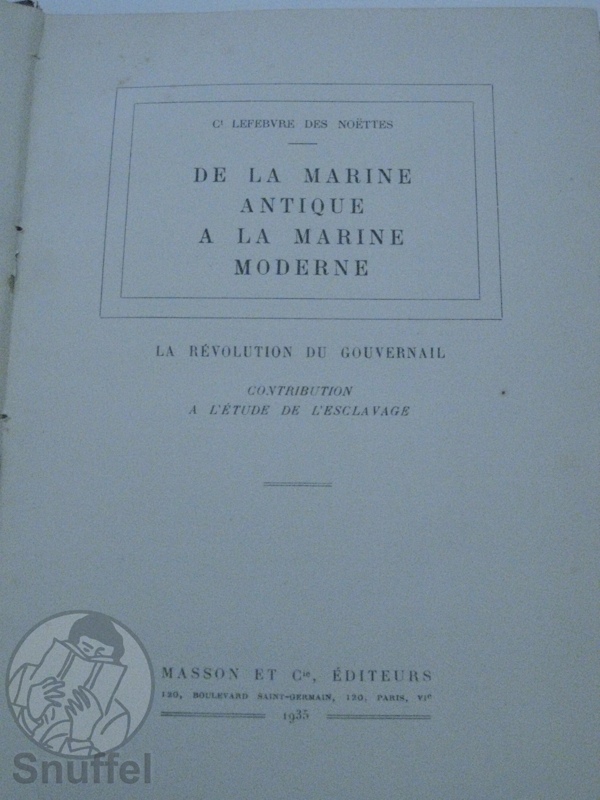 Cᵗ LEFEBVRE DES NOËTTES
DE LA MARINE
ANTIQUE
A LA MARINE
MODERNE
LA RÉVOLUTION DU GOUVERNAIL
CONTRIBUTION
A L'ÉTUDE DE L'ESCLAVAGE
MASSON ET Cⁱᵉ, ÉDITEURS
120, BOULEVARD SAINT-GERMAIN, 120, PARIS, VIᵉ
1935
Snuffel